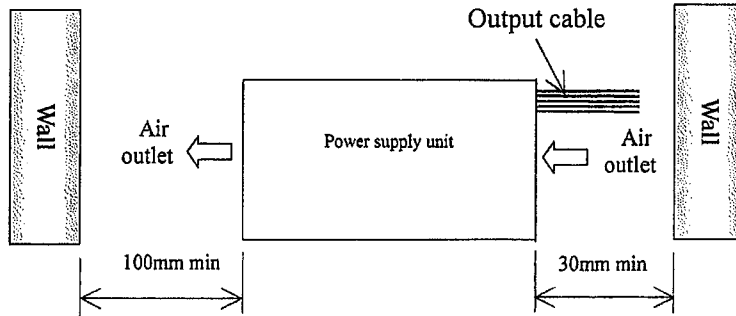 Output cable
Wall
Air
outlet
Power supply unit
Air
outlet
Wall
100mm min
30mm min